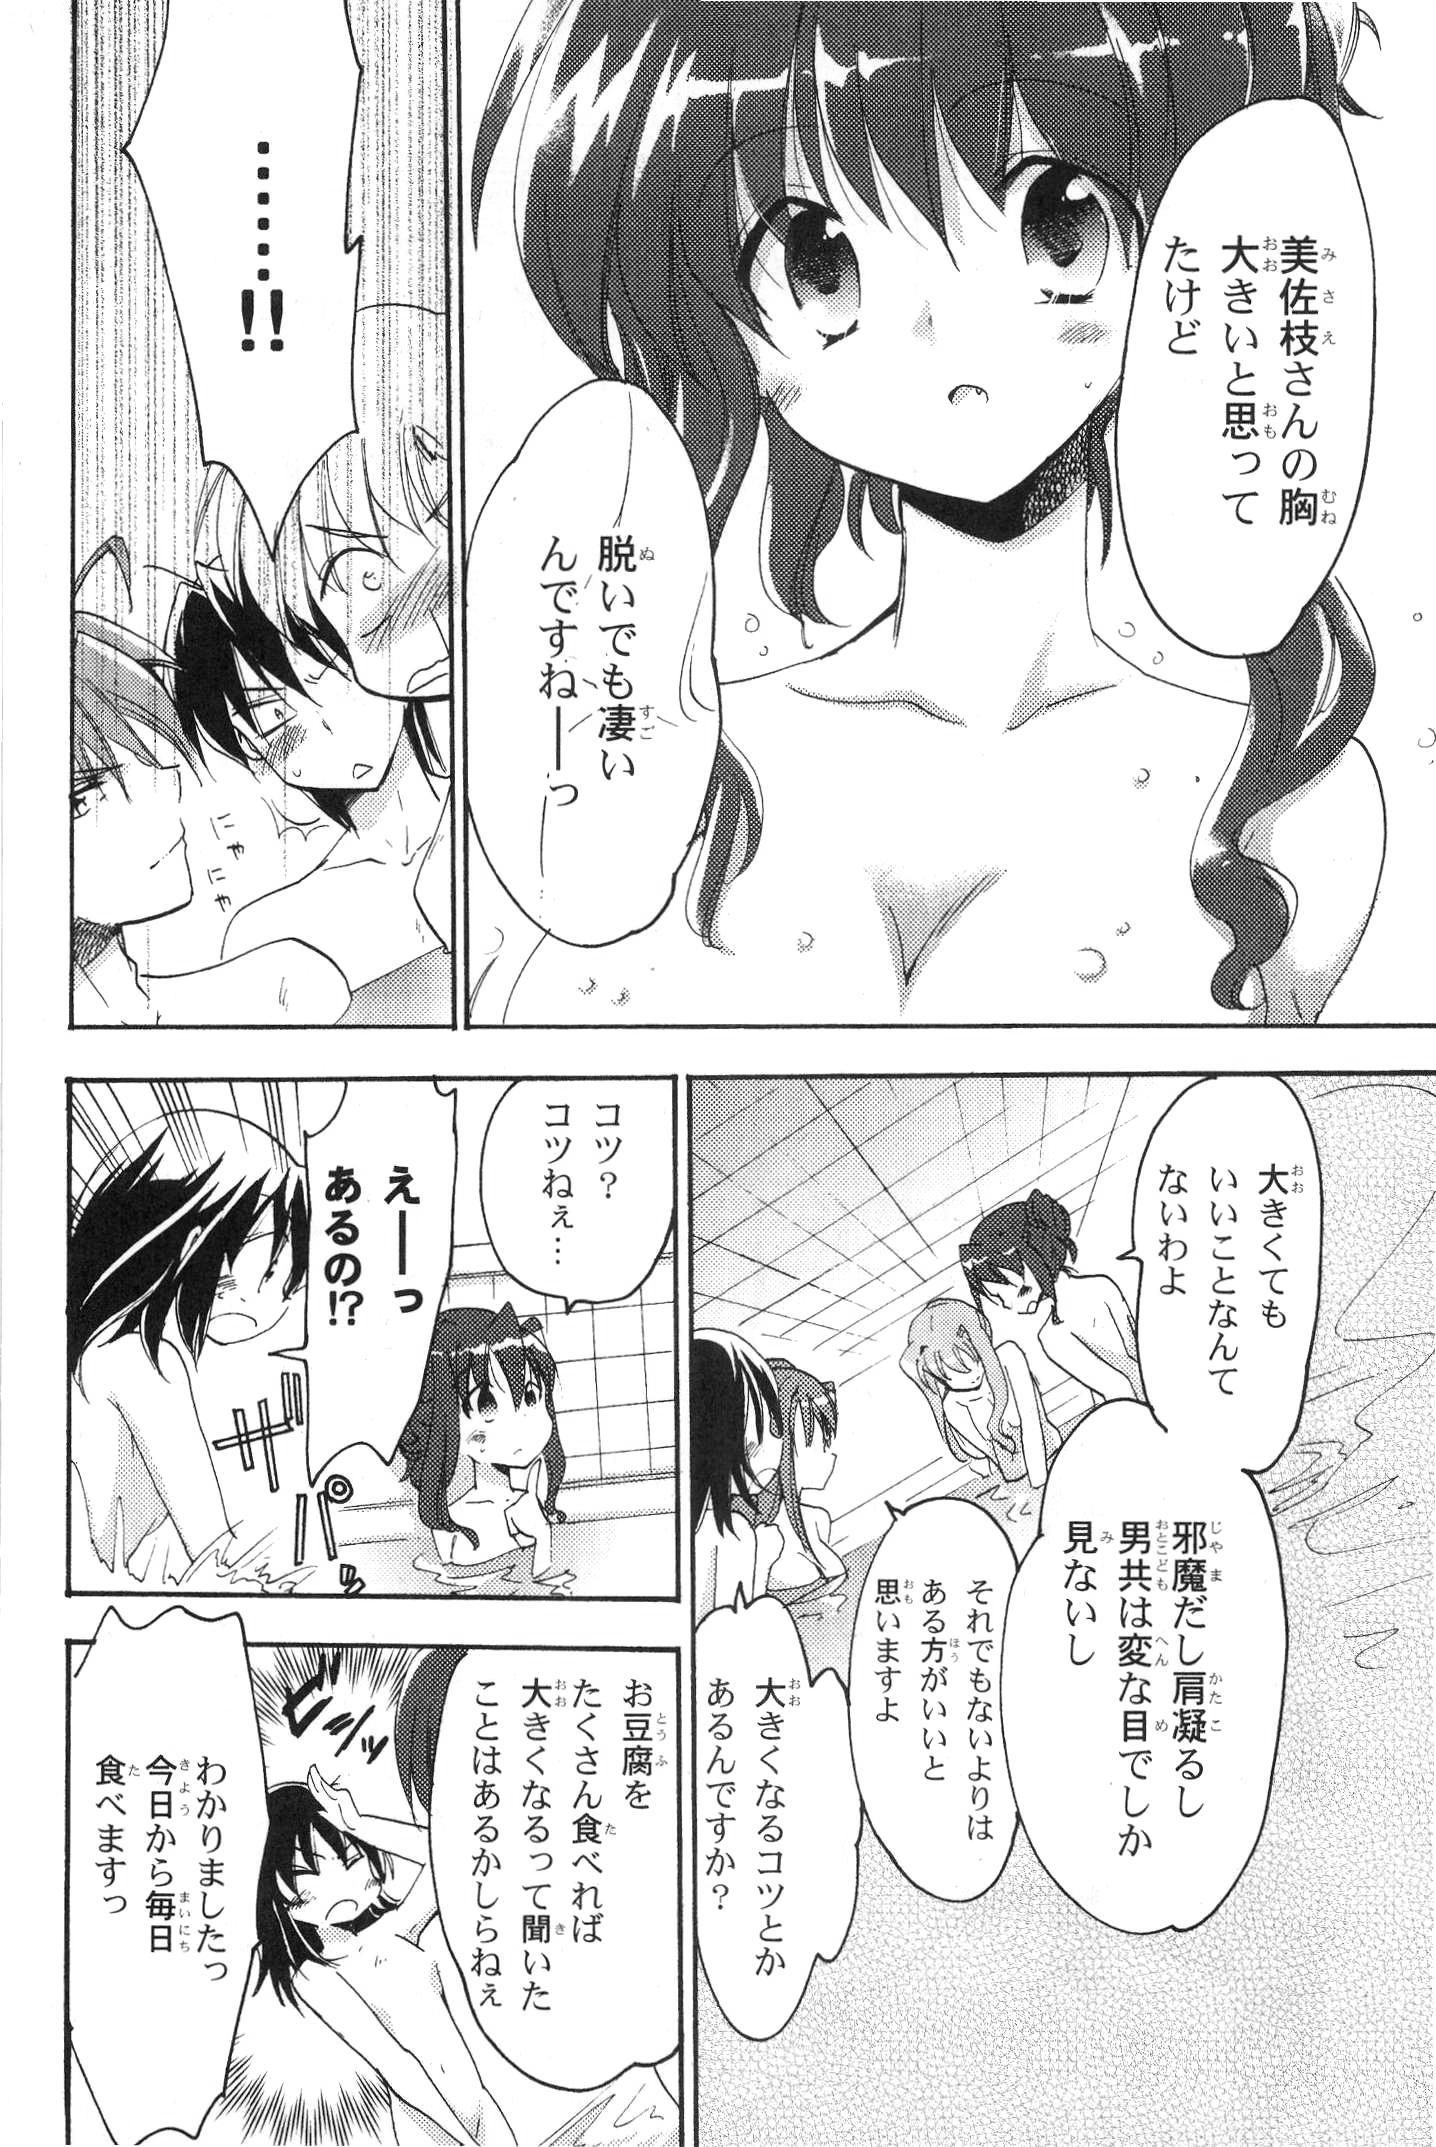 美佐枝さんの胸
大きいと思って
たけど
脱いでも凄い
んですねーーっ
……!!
にゃ
にゃ
大きくても
いいことなんて
ないわよ
邪魔だし肩凝るし
男共は変な目でしか
見ないし
それでもないよりは
ある方がいいと
思いますよ
大きくなるコツとか
あるんですか?
コツ?
コツねぇ…
えーーっ
あるの!?
ザバ
お豆腐を
たくさん食べれば
大きくなるって聞いた
ことはあるかしらねぇ
ビシッ
わかりましたっ
今日から毎日
食べますっ